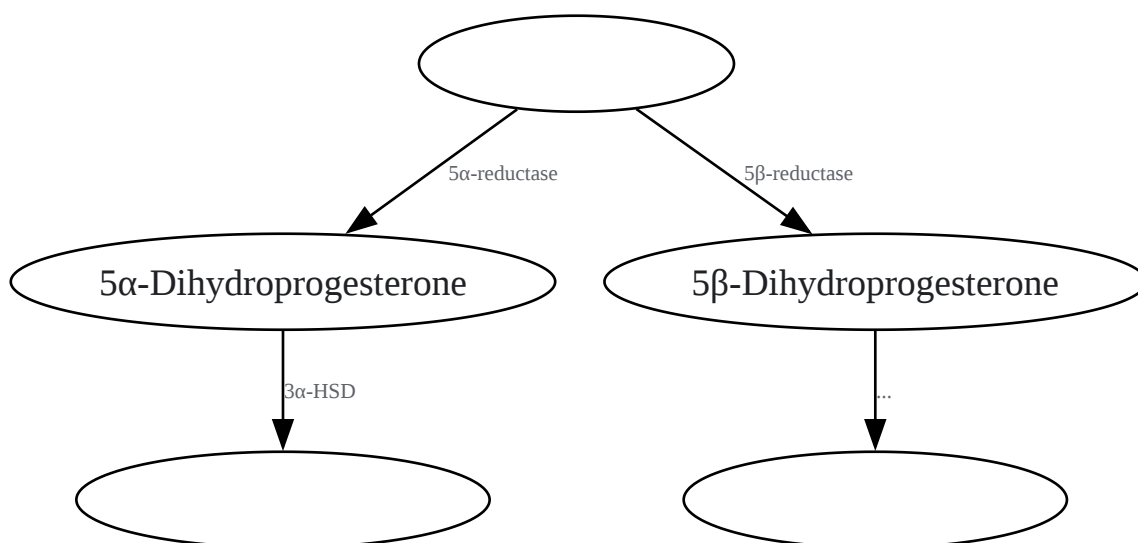 5α-reductase
5β-reductase
5α-Dihydroprogesterone
5β-Dihydroprogesterone
3α-HSD
...